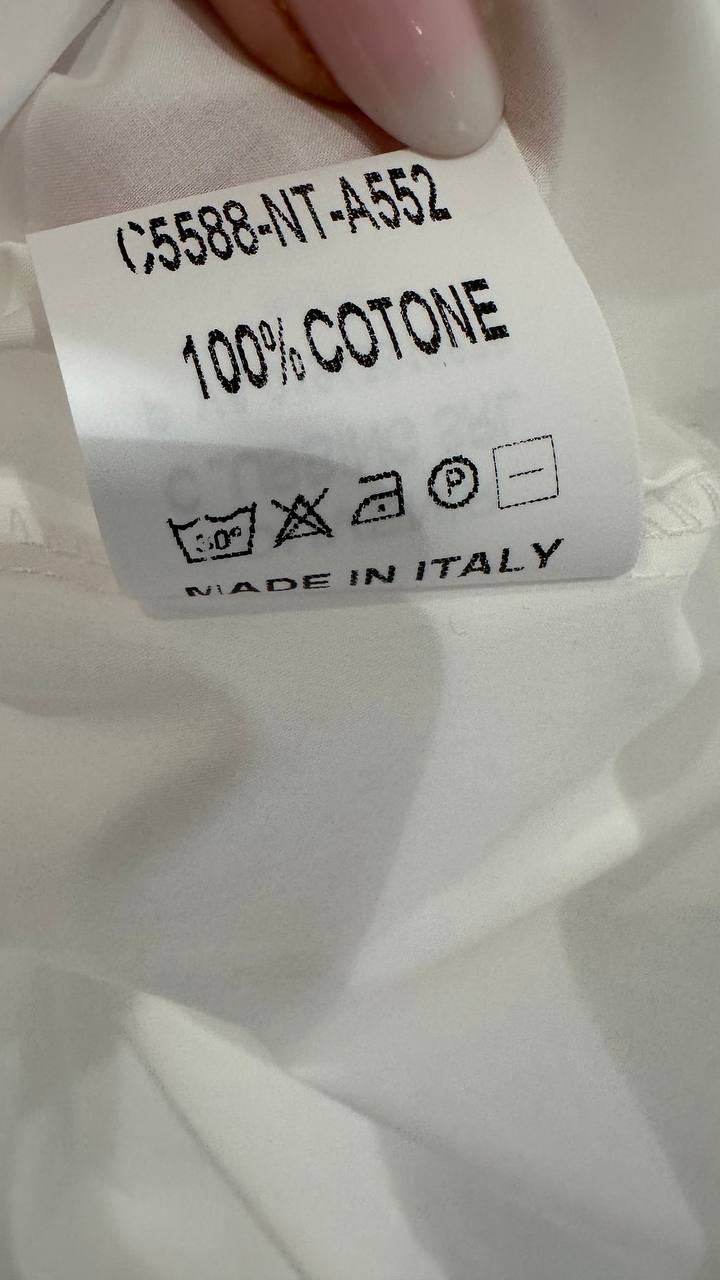 C5588-NT-A552
100% COTONE
30° P
MADE IN ITALY